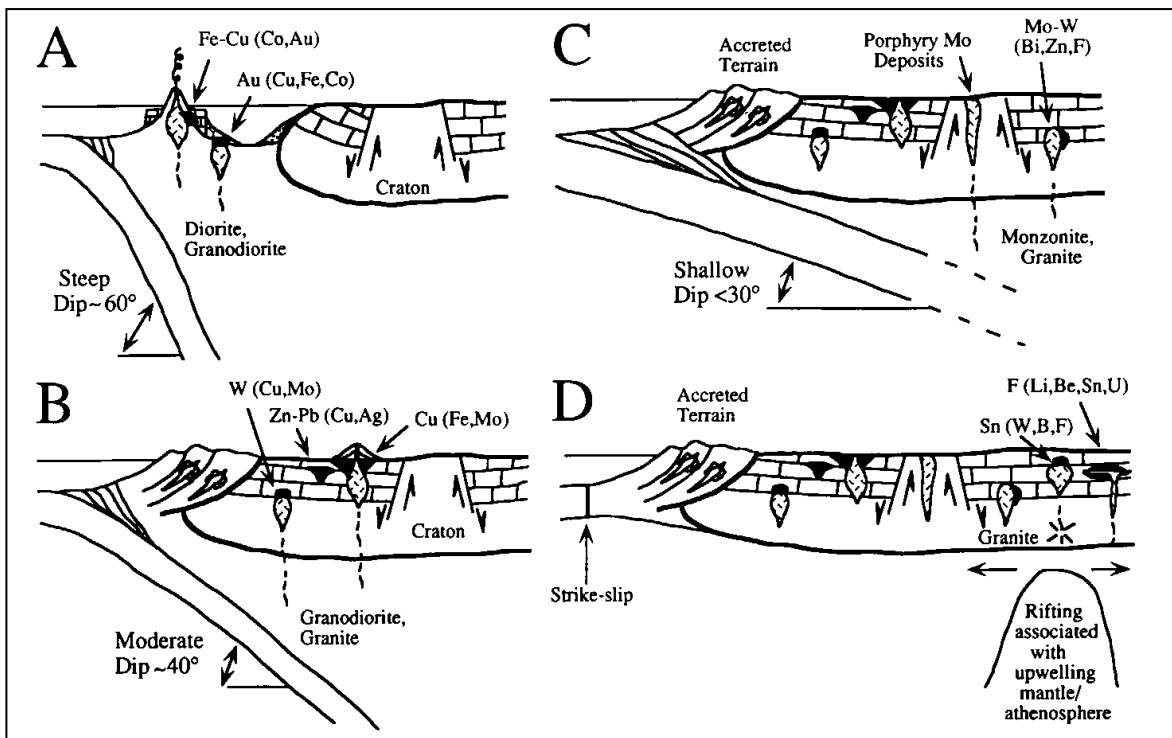 A
Fe-Cu (Co,Au)
Au (Cu,Fe,Co)
Craton
Diorite,
Granodiorite
Steep
Dip~60°
B
W (Cu,Mo)
Zn-Pb (Cu,Ag)
Cu (Fe,Mo)
Craton
Granodiorite,
Granite
Moderate
Dip ~40°
C
Accreted
Terrain
Porphyry Mo
Deposits
Mo-W
(Bi,Zn,F)
Monzonite,
Granite
Shallow
Dip <30°
D
Accreted
Terrain
F (Li,Be,Sn,U)
Sn (W,B,F)
Granite
Strike-slip
Rifting
associated
with
upwelling
mantle/
athenosphere